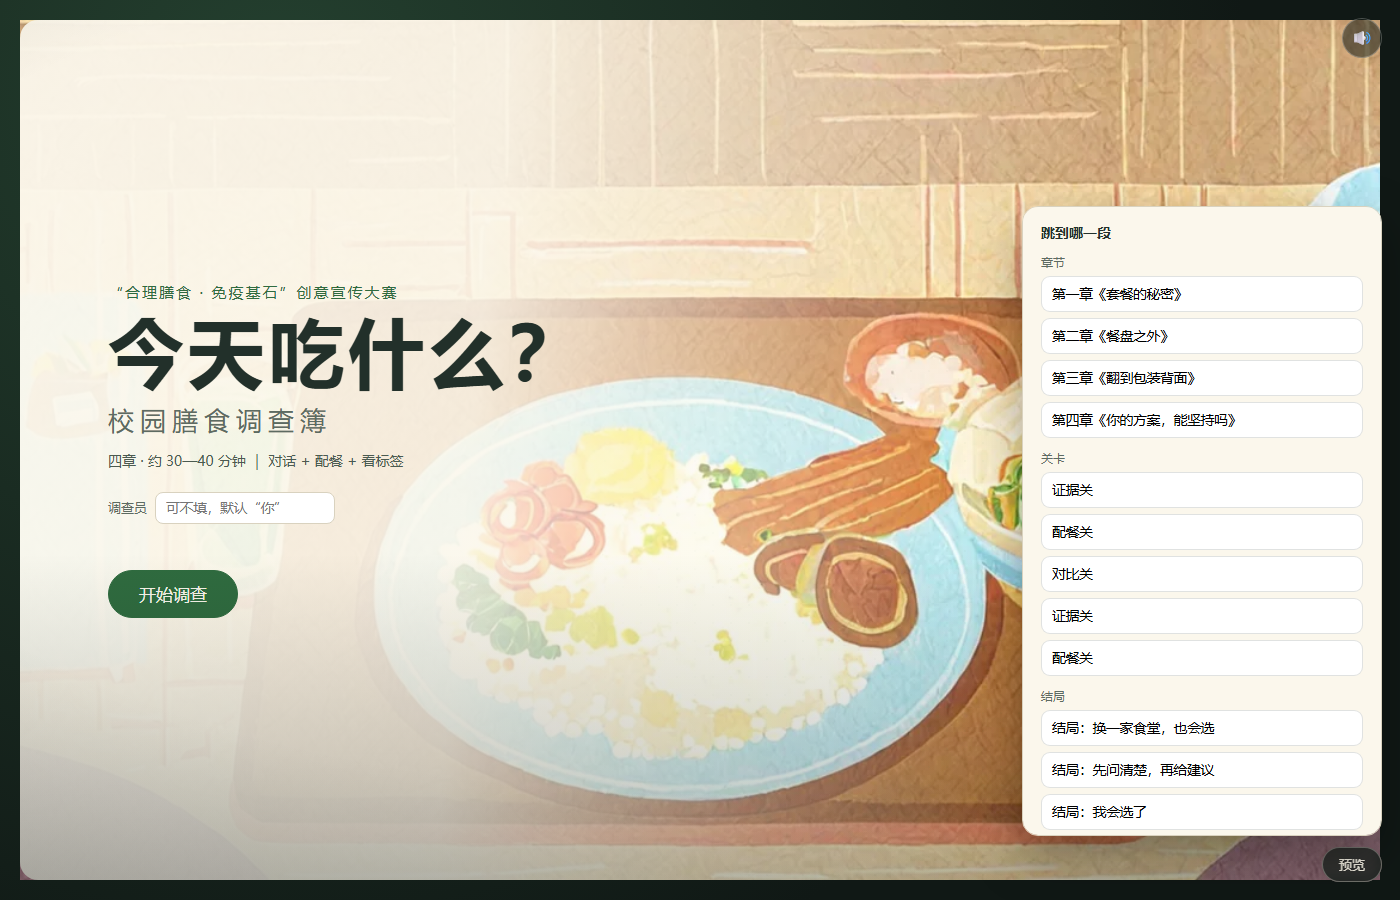 “合理膳食 · 免疫基石”创意宣传大赛
今天吃什么？
校园膳食调查簿
四章 · 约 30—40 分钟 ｜ 对话 + 配餐 + 看标签
调查员 可不填，默认“你”
开始调查
跳到哪一段
章节
第一章《套餐的秘密》
第二章《餐盘之外》
第三章《翻到包装背面》
第四章《你的方案，能坚持吗》
关卡
证据关
配餐关
对比关
证据关
配餐关
结局
结局：换一家食堂，也会选
结局：先问清楚，再给建议
结局：我会选了
预览